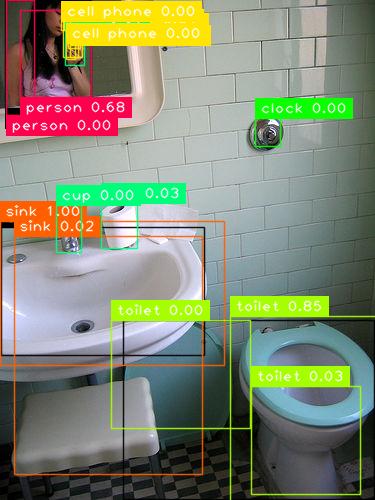 cell phone 0.00
cell phone 0.00
person 0.68
person 0.00
clock 0.00
cup 0.00 0.03
sink 1.00
sink 0.02
toilet 0.00
toilet 0.85
toilet 0.03